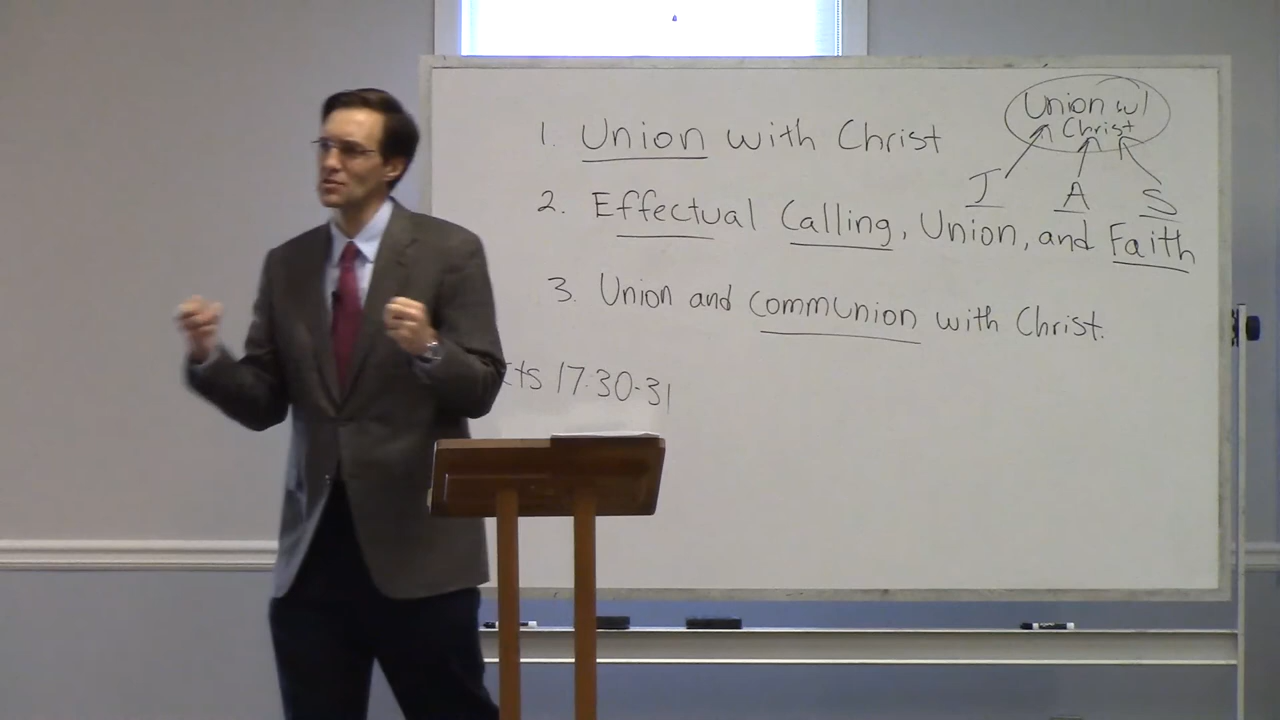 1. Union with Christ
Union w/
Christ
J A S
2. Effectual Calling, Union, and Faith
3. Union and Communion with Christ.
cts 17:30-31